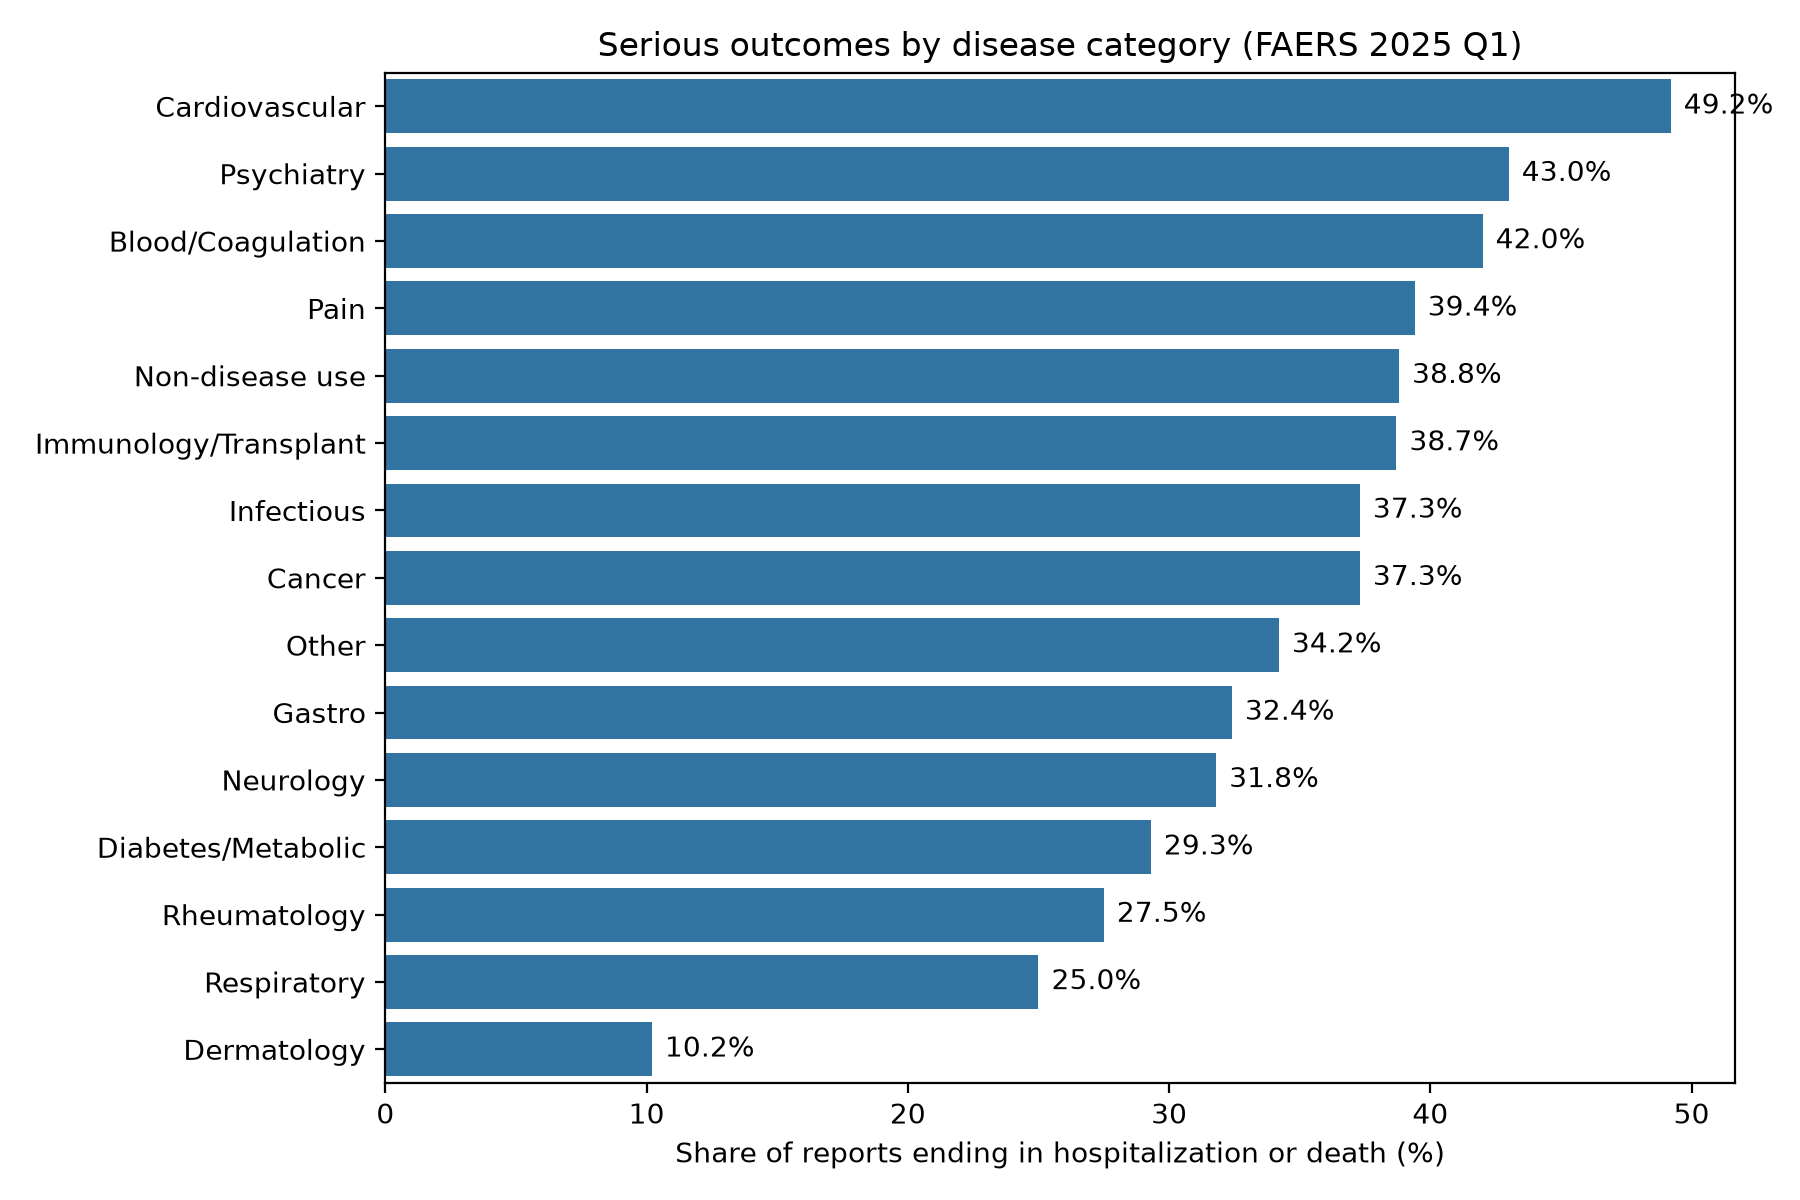 Serious outcomes by disease category (FAERS 2025 Q1)
Cardiovascular 49.2%
Psychiatry 43.0%
Blood/Coagulation 42.0%
Pain 39.4%
Non-disease use 38.8%
Immunology/Transplant 38.7%
Infectious 37.3%
Cancer 37.3%
Other 34.2%
Gastro 32.4%
Neurology 31.8%
Diabetes/Metabolic 29.3%
Rheumatology 27.5%
Respiratory 25.0%
Dermatology 10.2%
0 10 20 30 40 50
Share of reports ending in hospitalization or death (%)